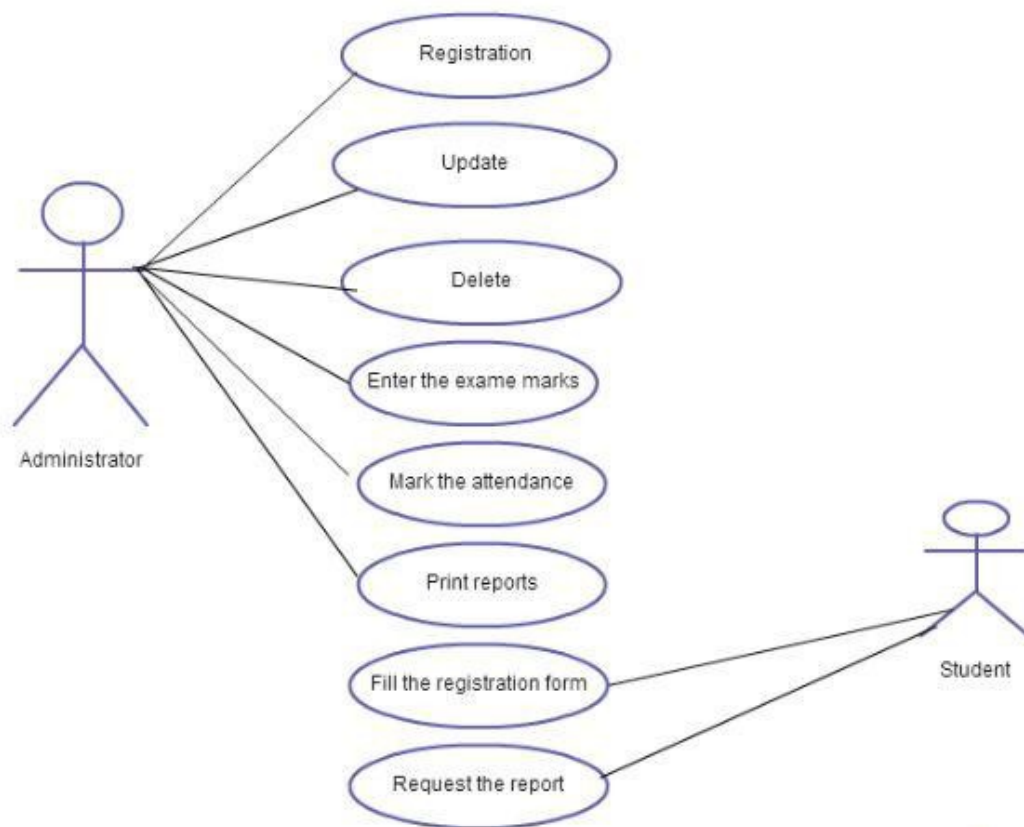 Registration
Update
Delete
Enter the exame marks
Administrator
Mark the attendance
Print reports
Fill the registration form
Student
Request the report